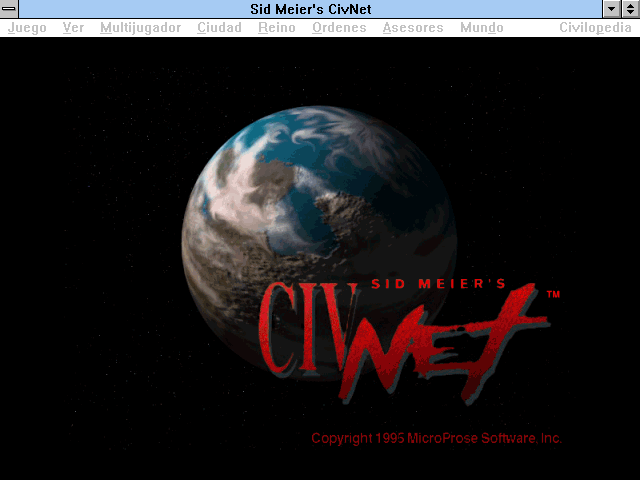 Sid Meier's CivNet
Juego Ver Multijugador Ciudad Reino Ordenes Asesores Mundo Civilopedia
SID MEIER'S
CIVNET™
Copyright 1995 MicroProse Software, Inc.